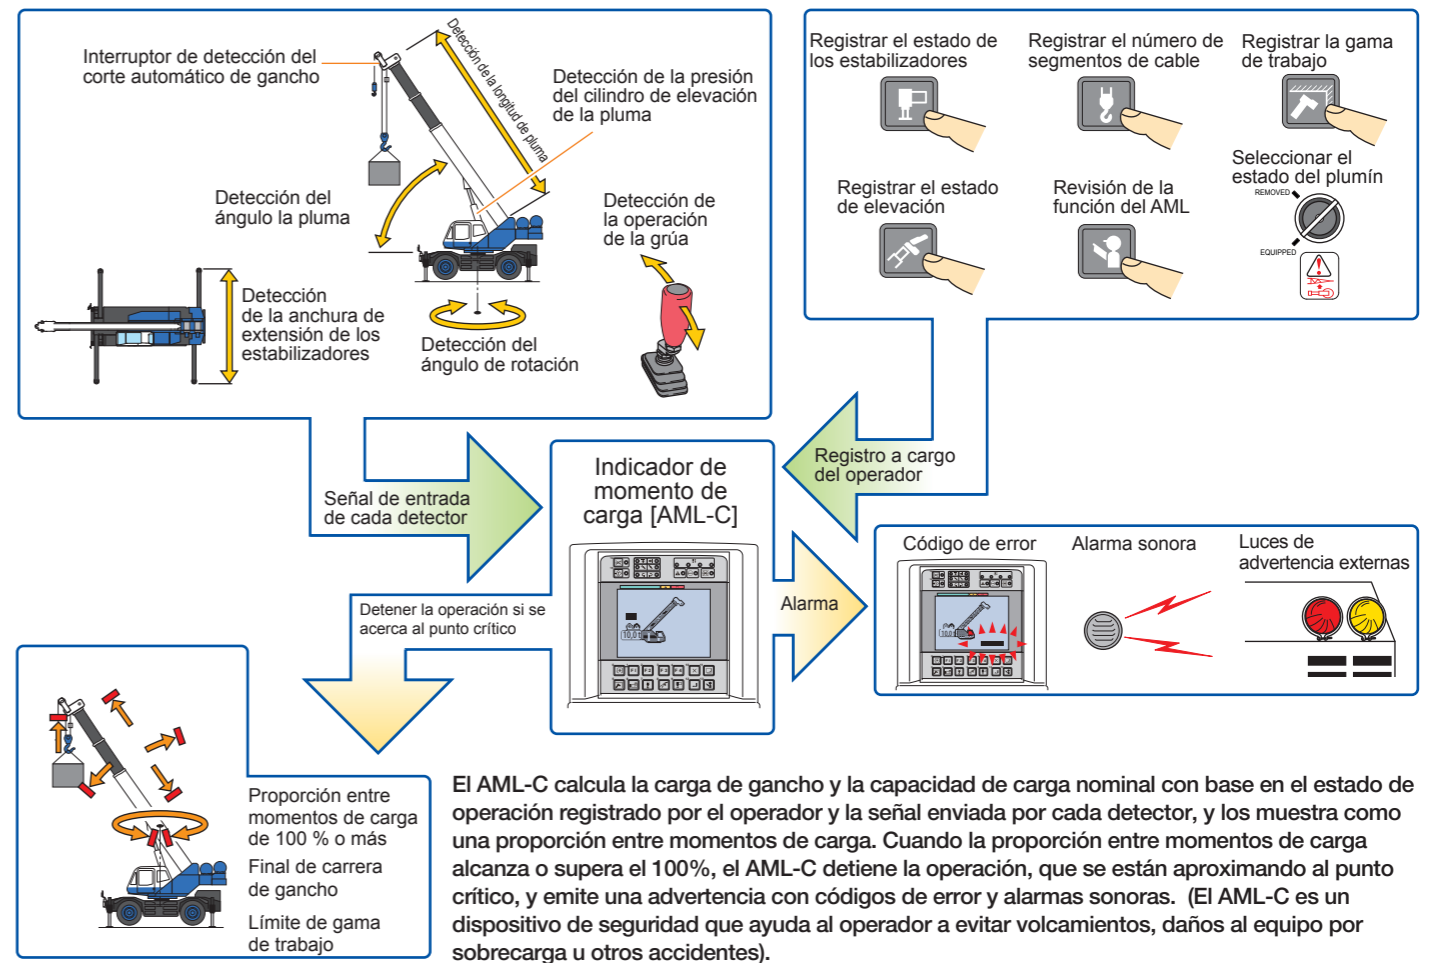 Interruptor de detección del
corte automático de gancho
Detección de la longitud de pluma
Detección de la presión
del cilindro de elevación
de la pluma
Detección del
ángulo la pluma
Detección de
la operación
de la grúa
Detección
de la anchura de
extensión de los
estabilizadores
Detección del
ángulo de rotación
Registrar el estado de
los estabilizadores
Registrar el número de
segmentos de cable
Registrar la gama
de trabajo
Registrar el estado
de elevación
Revisión de la
función del AML
Seleccionar el
estado del plumín
REMOVED
EQUIPPED
Señal de entrada
de cada detector
Indicador de
momento de
carga [AML-C]
10,0 t
Registro a cargo
del operador
Detener la operación si se
acerca al punto crítico
Alarma
Código de error
10,0 t
Alarma sonora
Luces de
advertencia externas
Proporción entre
momentos de carga
de 100 % o más
Final de carrera
de gancho
Límite de gama
de trabajo
El AML-C calcula la carga de gancho y la capacidad de carga nominal con base en el estado de
operación registrado por el operador y la señal enviada por cada detector, y los muestra como
una proporción entre momentos de carga. Cuando la proporción entre momentos de carga
alcanza o supera el 100%, el AML-C detiene la operación, que se están aproximando al punto
crítico, y emite una advertencia con códigos de error y alarmas sonoras.  (El AML-C es un
dispositivo de seguridad que ayuda al operador a evitar volcamientos, daños al equipo por
sobrecarga u otros accidentes).